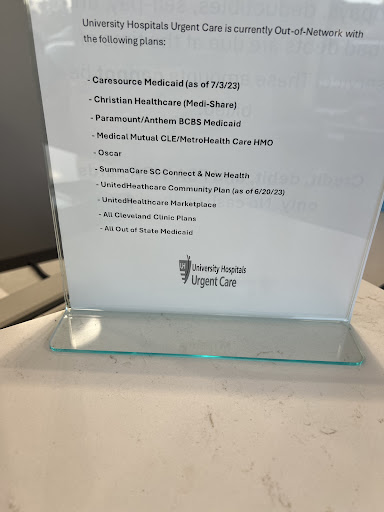 University Hospitals Urgent Care is currently Out-of-Network with
the following plans:
- Caresource Medicaid (as of 7/3/23)
- Christian Healthcare (Medi-Share)
- Paramount/Anthem BCBS Medicaid
- Medical Mutual CLE/MetroHealth Care HMO
- Oscar
- SummaCare SC Connect & New Health
- UnitedHeathcare Community Plan (as of 6/20/23)
- UnitedHealthcare Marketplace
- All Cleveland Clinic Plans
- All Out of State Medicaid
University Hospitals
Urgent Care